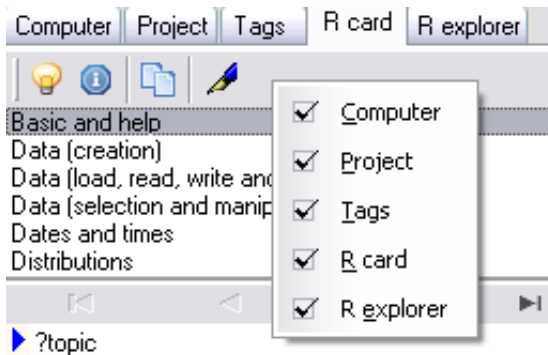 Computer Project Tags R card R explorer
Basic and help
Data (creation)
Data (load, read, write and
Data (selection and manip
Dates and times
Distributions
Computer
Project
Tags
R card
R explorer
?topic